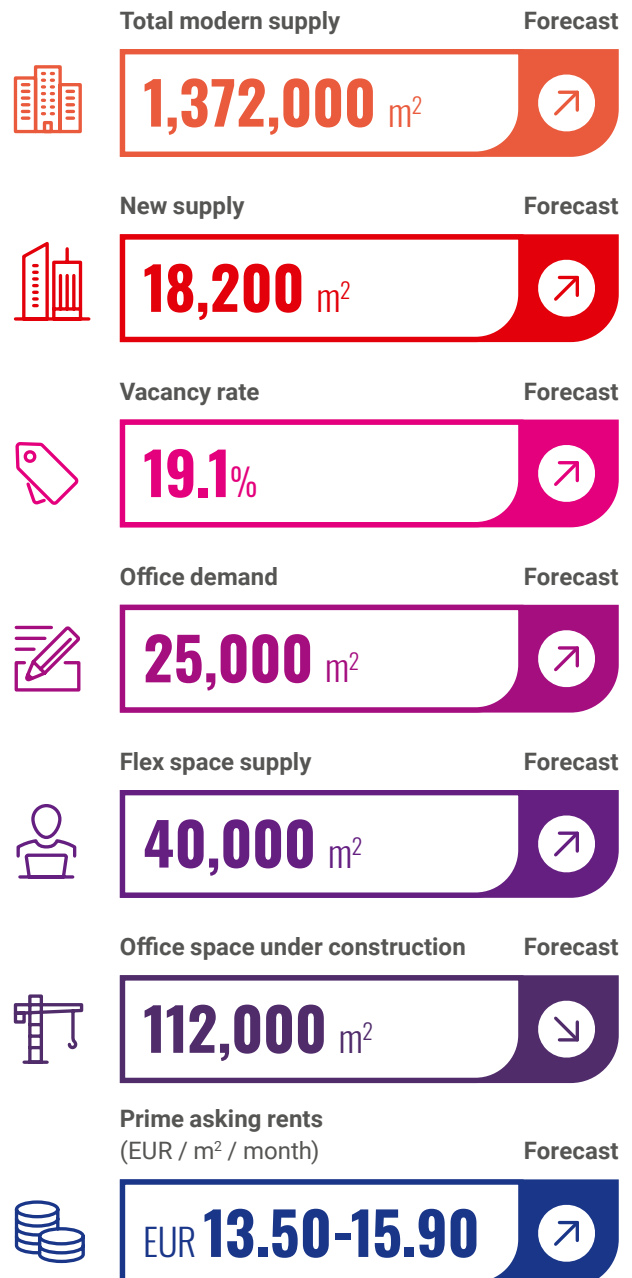 Total modern supply Forecast
1,372,000 m²
New supply Forecast
18,200 m²
Vacancy rate Forecast
19.1%
Office demand Forecast
25,000 m²
Flex space supply Forecast
40,000 m²
Office space under construction Forecast
112,000 m²
Prime asking rents
(EUR / m² / month) Forecast
EUR 13.50-15.90